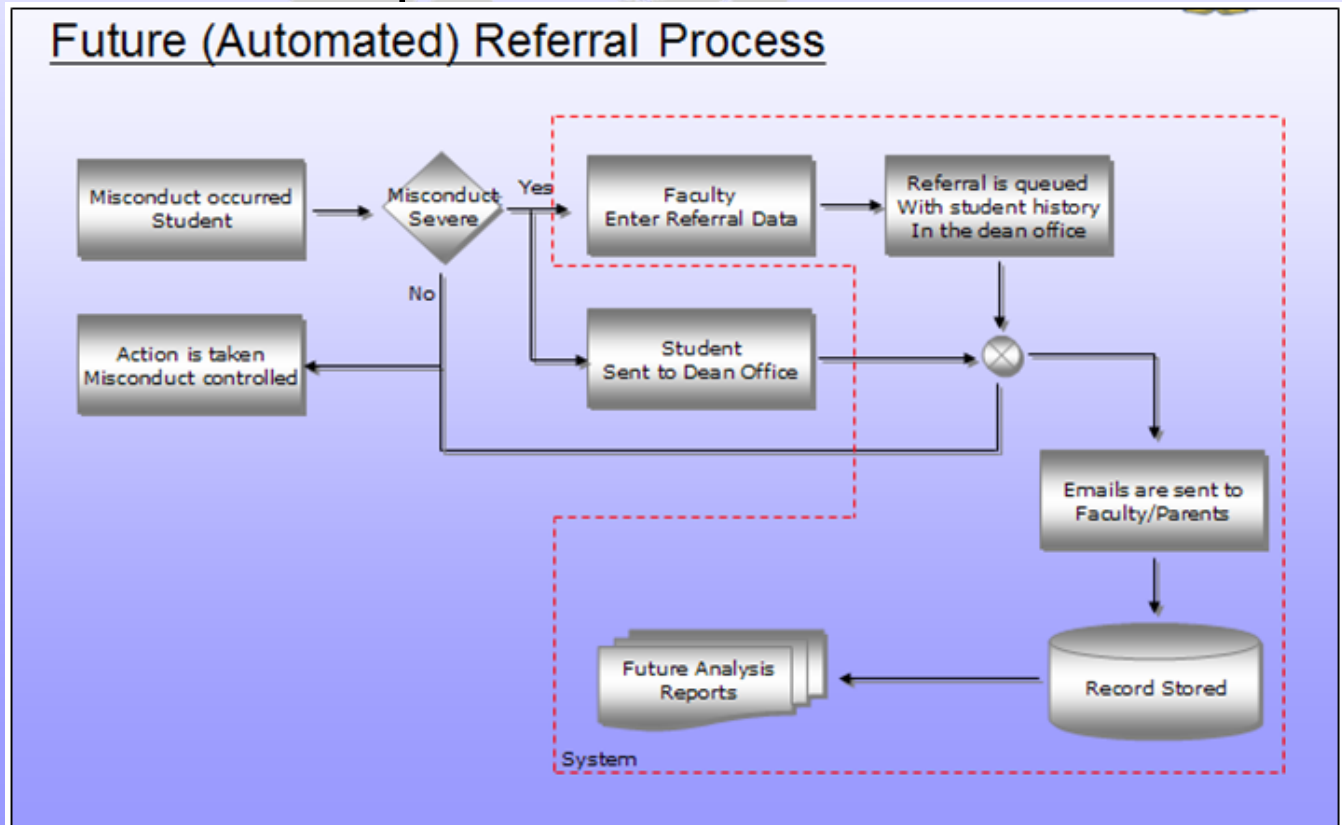 Future (Automated) Referral Process
Misconduct occurred
Student
Misconduct
Severe
Yes
Faculty
Enter Referral Data
Referral is queued
With student history
In the dean office
No
Action is taken
Misconduct controlled
Student
Sent to Dean Office
Emails are sent to
Faculty/Parents
Future Analysis
Reports
Record Stored
System